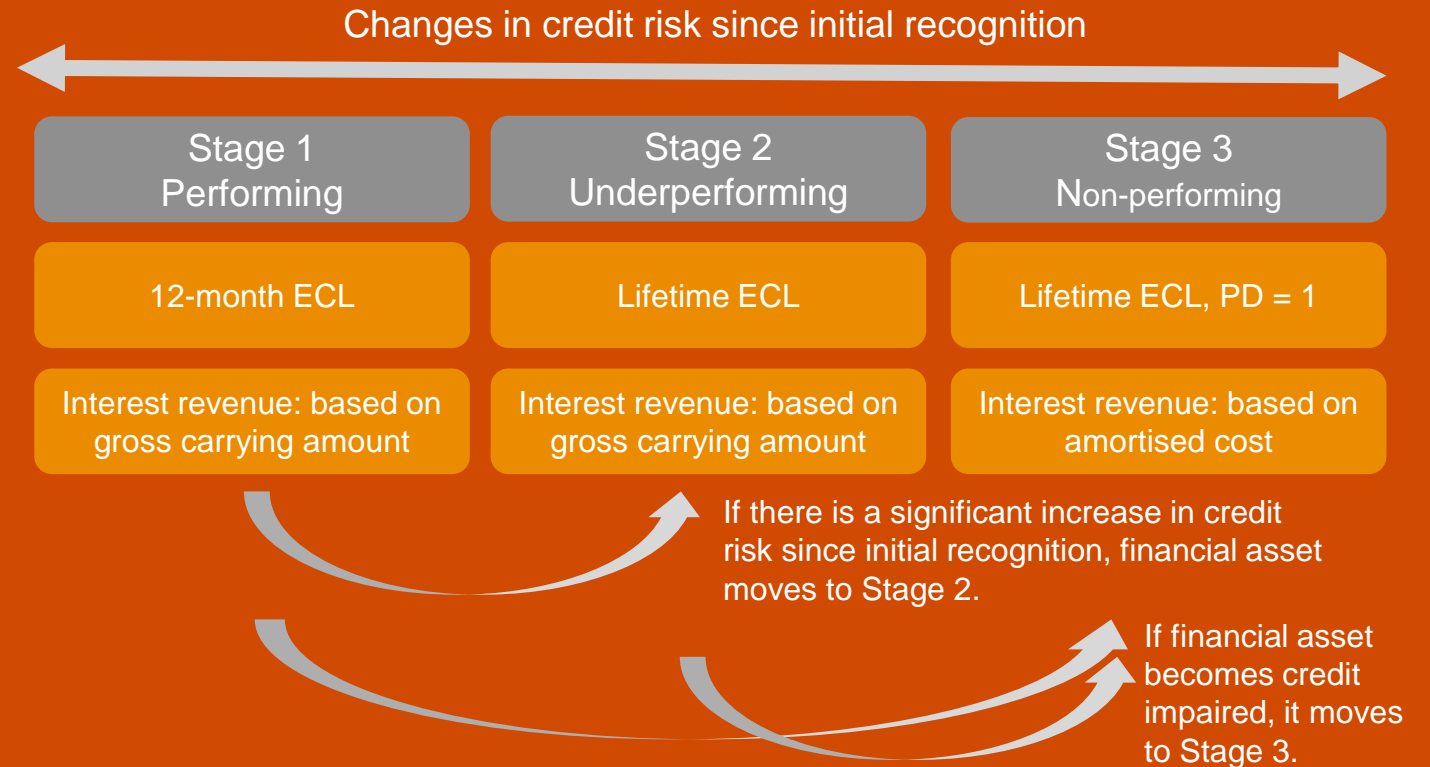 Changes in credit risk since initial recognition
Stage 1
Performing
Stage 2
Underperforming
Stage 3
Non-performing
12-month ECL
Lifetime ECL
Lifetime ECL, PD = 1
Interest revenue: based on
gross carrying amount
Interest revenue: based on
gross carrying amount
Interest revenue: based on
amortised cost
If there is a significant increase in credit
risk since initial recognition, financial asset
moves to Stage 2.
If financial asset
becomes credit
impaired, it moves
to Stage 3.